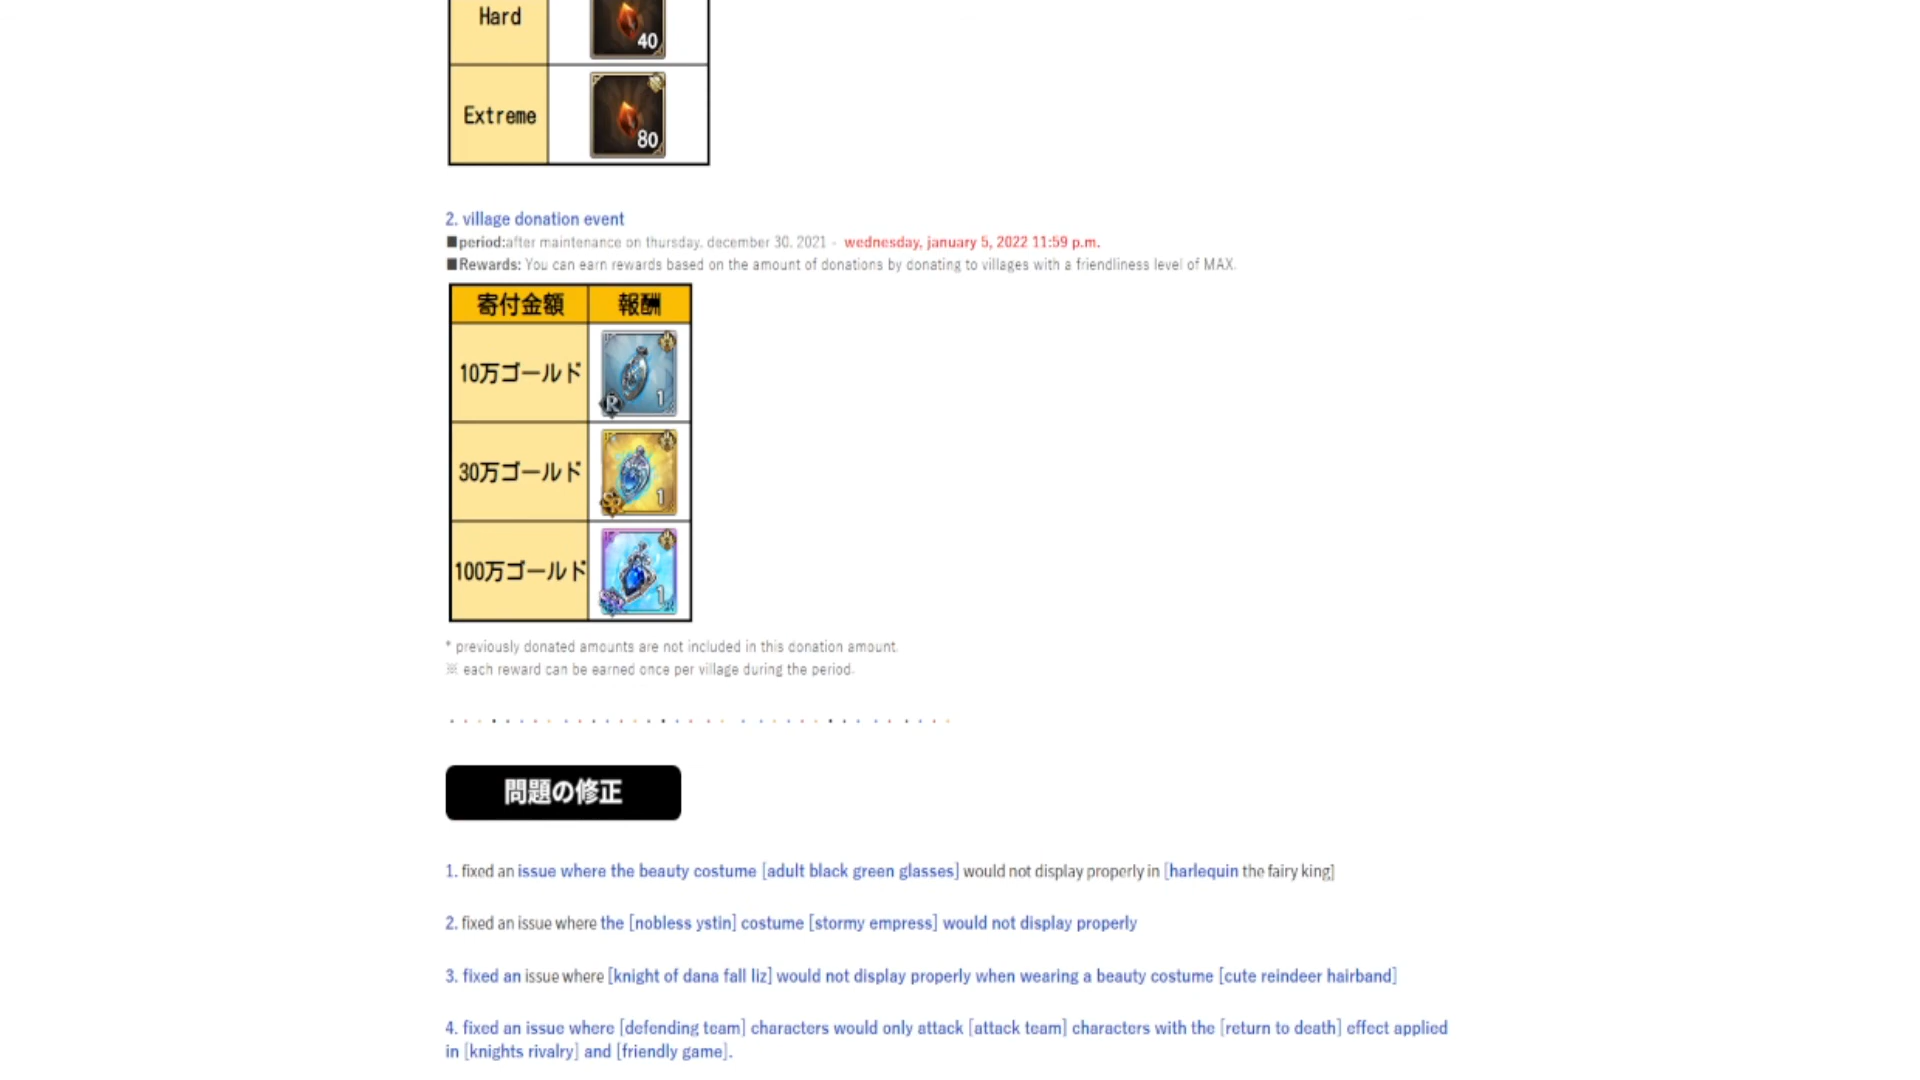 Hard
40
Extreme
80
2. village donation event
■period:after maintenance on thursday, december 30, 2021 - wednesday, january 5, 2022 11:59 p.m.
■Rewards: You can earn rewards based on the amount of donations by donating to villages with a friendliness level of MAX.
寄付金額 報酬
10万ゴールド
R 1
30万ゴールド
SR 1
100万ゴールド
1
* previously donated amounts are not included in this donation amount.
※ each reward can be earned once per village during the period.
問題の修正
1. fixed an issue where the beauty costume [adult black green glasses] would not display properly in [harlequin the fairy king]
2. fixed an issue where the [nobless ystin] costume [stormy empress] would not display properly
3. fixed an issue where [knight of dana fall liz] would not display properly when wearing a beauty costume [cute reindeer hairband]
4. fixed an issue where [defending team] characters would only attack [attack team] characters with the [return to death] effect applied
in [knights rivalry] and [friendly game].